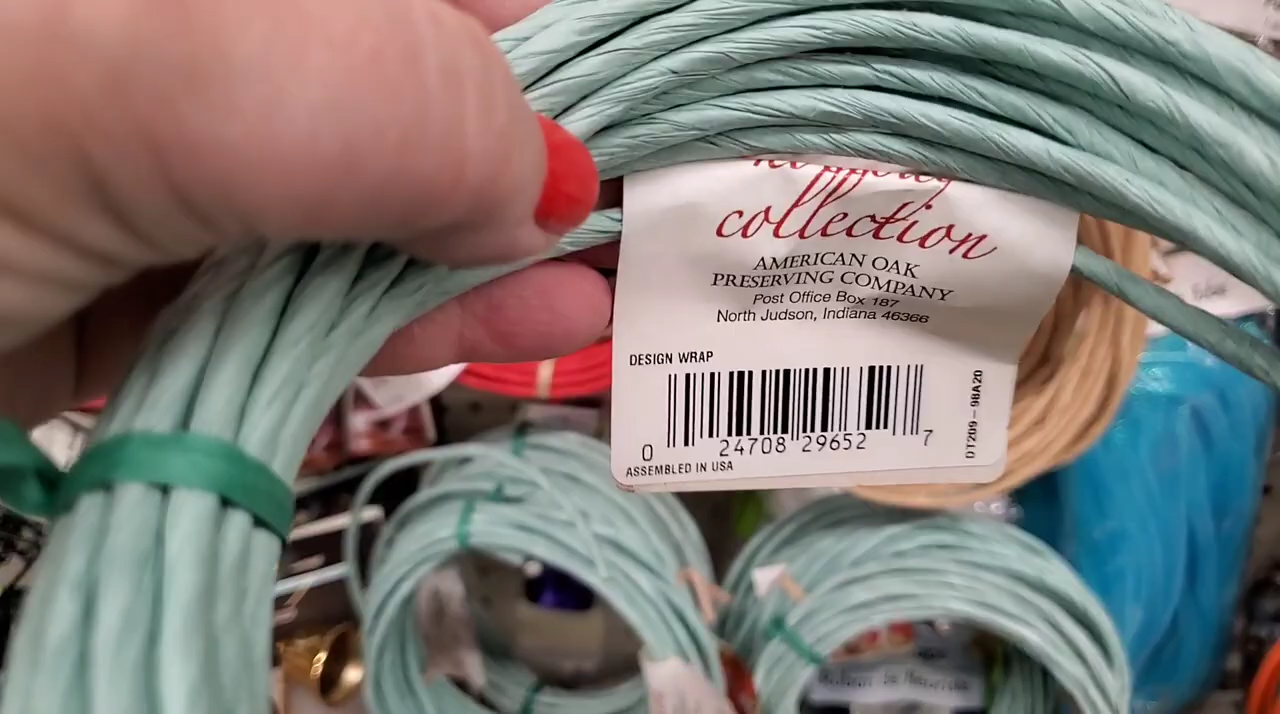 collection
AMERICAN OAK
PRESERVING COMPANY
Post Office Box 187
North Judson, Indiana 46366
DESIGN WRAP
0 24708 29652 7
ASSEMBLED IN USA
DT209-98A20